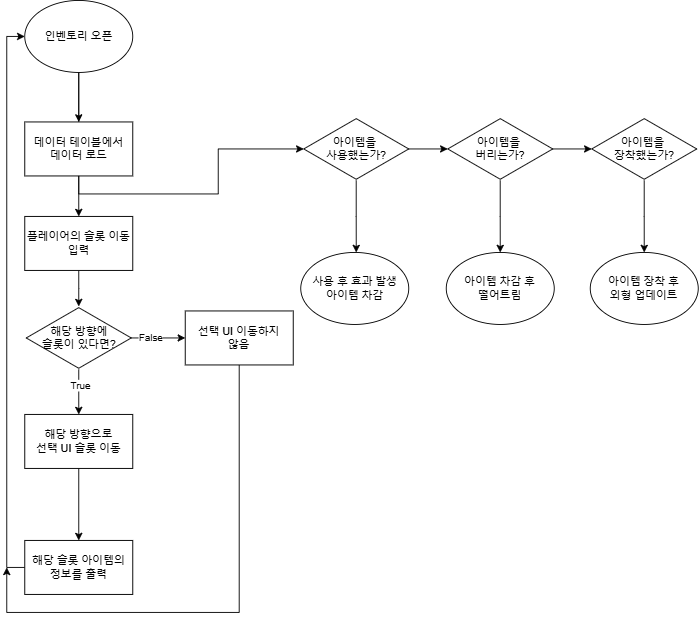 인벤토리 오픈
데이터 테이블에서
데이터 로드
아이템을
사용했는가?
아이템을
버리는가?
아이템을
장착했는가?
플레이어의 슬롯 이동
입력
사용 후 효과 발생
아이템 차감
아이템 차감 후
떨어트림
아이템 장착 후
외형 업데이트
해당 방향에
슬롯이 있다면?
False
선택 UI 이동하지
않음
True
해당 방향으로
선택 UI 슬롯 이동
해당 슬롯 아이템의
정보를 출력